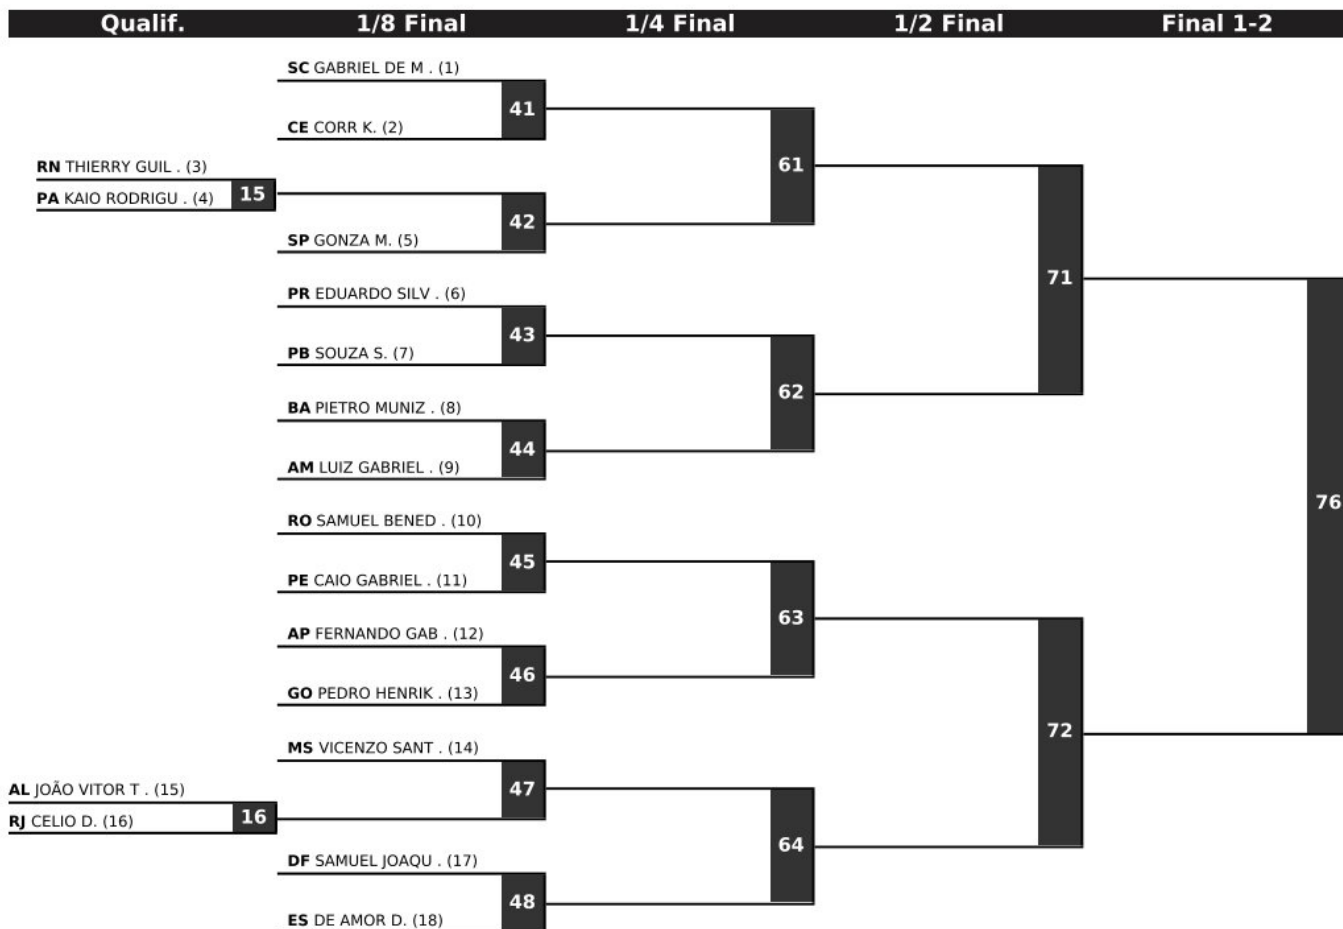 Qualif. 1/8 Final 1/4 Final 1/2 Final Final 1-2
SC GABRIEL DE M . (1)
41
CE CORR K. (2)
61
RN THIERRY GUIL . (3)
PA KAIO RODRIGU . (4) 15
42
SP GONZA M. (5)
71
PR EDUARDO SILV . (6)
43
PB SOUZA S. (7)
62
BA PIETRO MUNIZ . (8)
44
AM LUIZ GABRIEL . (9)
76
RO SAMUEL BENED . (10)
45
PE CAIO GABRIEL . (11)
63
AP FERNANDO GAB . (12)
46
GO PEDRO HENRIK . (13)
72
MS VICENZO SANT . (14)
47
AL JOÃO VITOR T . (15)
RJ CELIO D. (16) 16
64
DF SAMUEL JOAQU . (17)
48
ES DE AMOR D. (18)